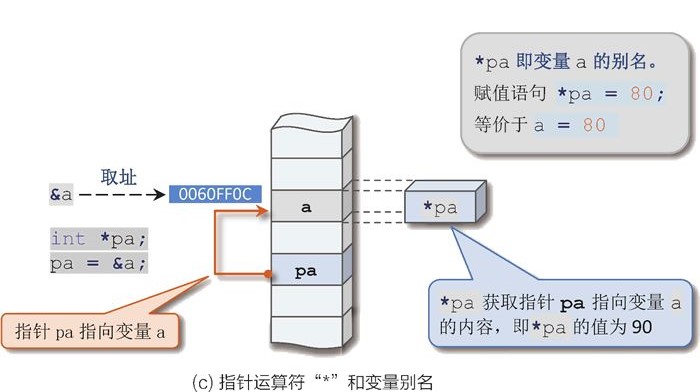 *pa 即变量 a 的别名。
赋值语句 *pa = 80;
等价于 a = 80
取址
&a
0060FF0C
a
*pa
int *pa;
pa = &a;
pa
指针 pa 指向变量 a
*pa 获取指针 pa 指向变量 a
的内容，即*pa 的值为 90
(c) 指针运算符“*”和变量别名